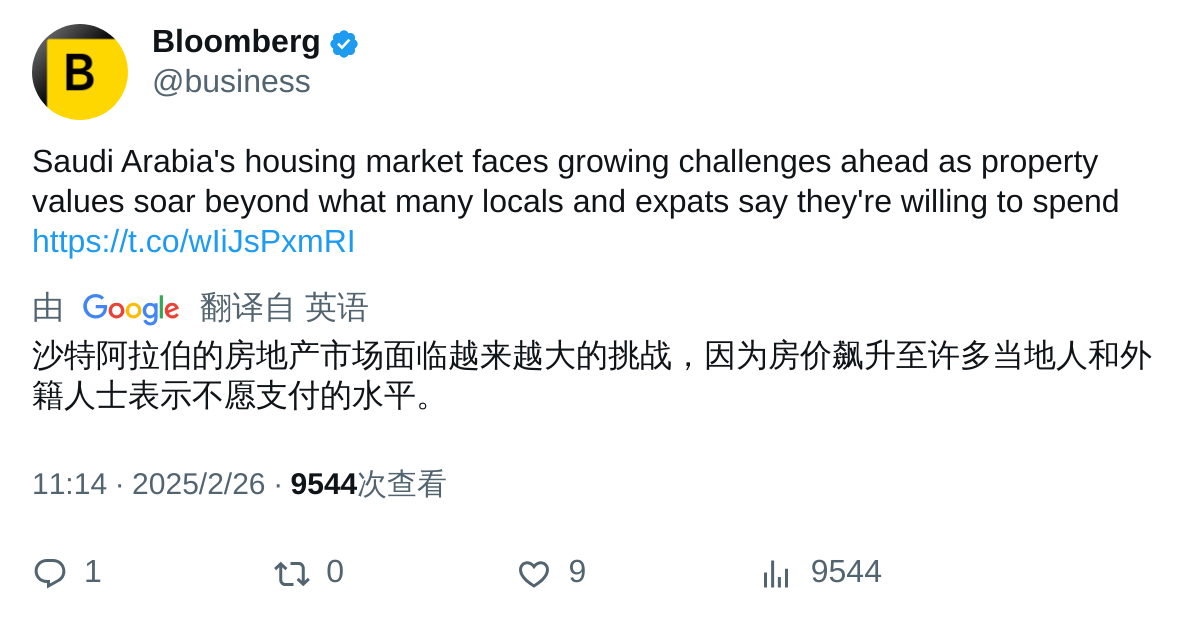 B
Bloomberg
@business
Saudi Arabia's housing market faces growing challenges ahead as property
values soar beyond what many locals and expats say they're willing to spend
https://t.co/wIiJsPxmRI
由 Google 翻译自 英语
沙特阿拉伯的房地产市场面临越来越大的挑战，因为房价飙升至许多当地人和外
籍人士表示不愿支付的水平。
11:14 · 2025/2/26 · 9544次查看
1 0 9 9544